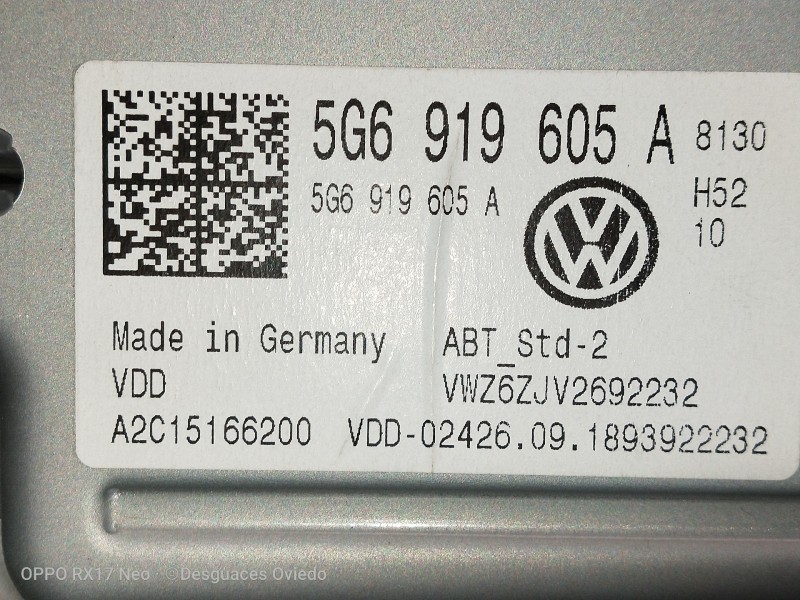 5G6 919 605 A 8130
5G6 919 605 A
H52
10
Made in Germany
ABT_Std-2
VDD
VWZ6ZJV2692232
A2C15166200
VDD-02426.09.1893922232
OPPO RX17 Neo · ©Desguaces Oviedo